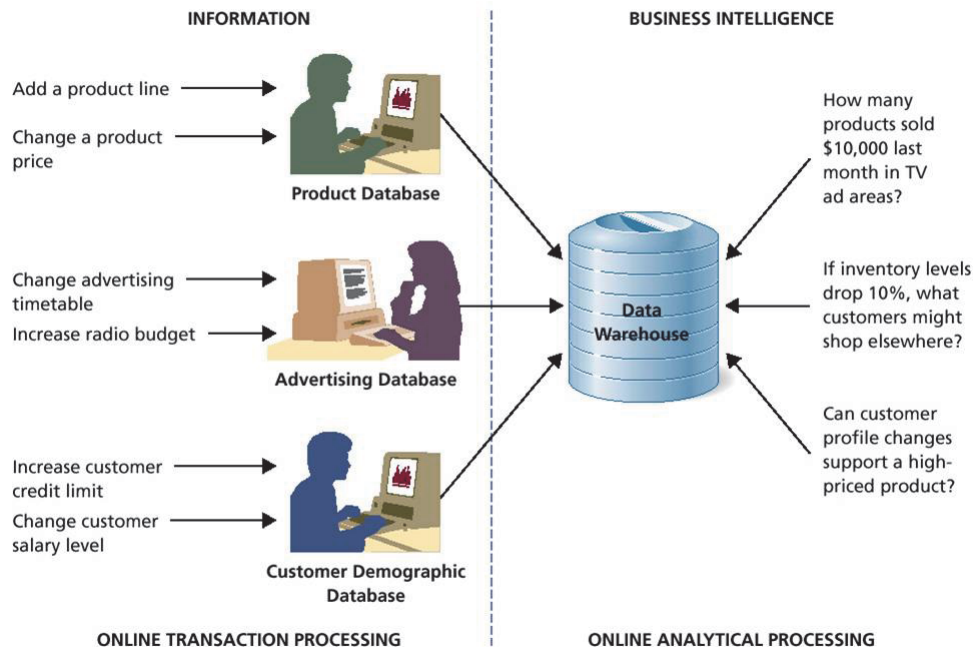 INFORMATION
BUSINESS INTELLIGENCE
Add a product line
Change a product
price
Product Database
Change advertising
timetable
Increase radio budget
Advertising Database
Increase customer
credit limit
Change customer
salary level
Customer Demographic
Database
Data
Warehouse
How many
products sold
$10,000 last
month in TV
ad areas?
If inventory levels
drop 10%, what
customers might
shop elsewhere?
Can customer
profile changes
support a high-
priced product?
ONLINE TRANSACTION PROCESSING
ONLINE ANALYTICAL PROCESSING